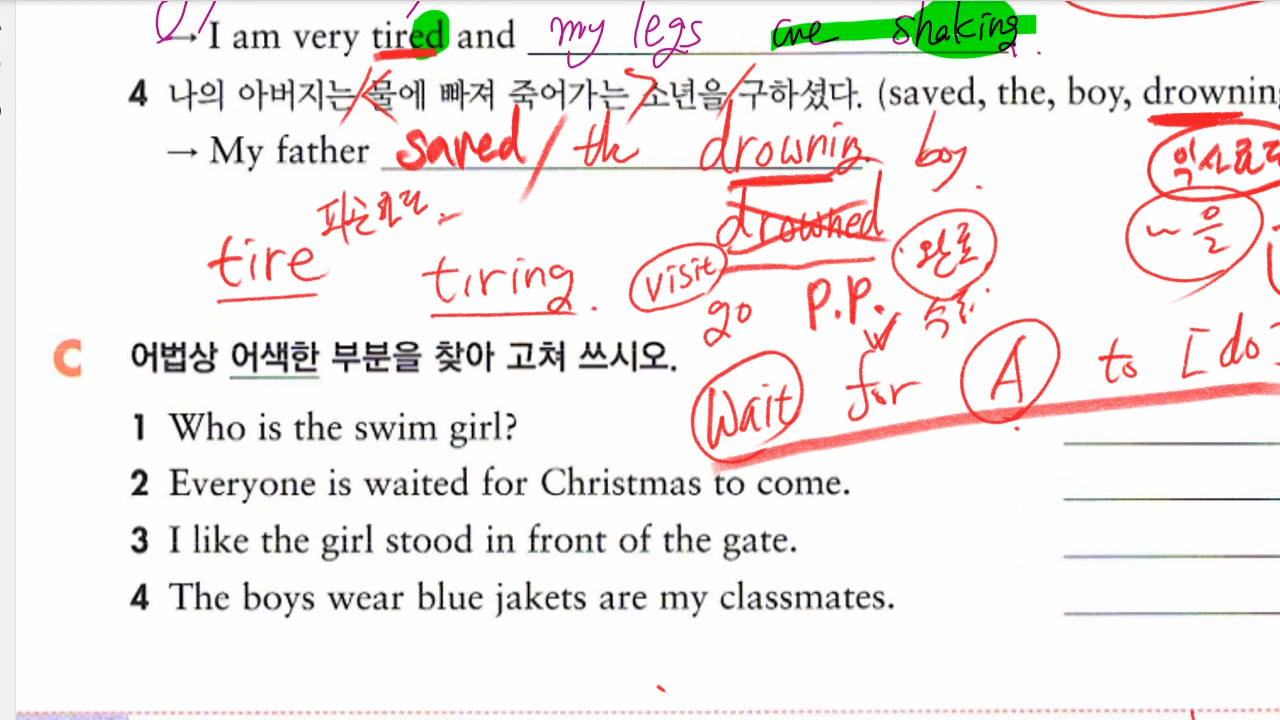 → I am very tired and my legs are shaking.
4 나의 아버지는 물에 빠져 죽어가는 소년을 구하셨다. (saved, the, boy, drownin
→ My father saved / the drowning boy.
익사
drowned
~을
완료
tire
tiring.
visit
go P.P.
C 어법상 어색한 부분을 찾아 고쳐 쓰시오.
Wait for A to [do]
1 Who is the swim girl?
2 Everyone is waited for Christmas to come.
3 I like the girl stood in front of the gate.
4 The boys wear blue jakets are my classmates.